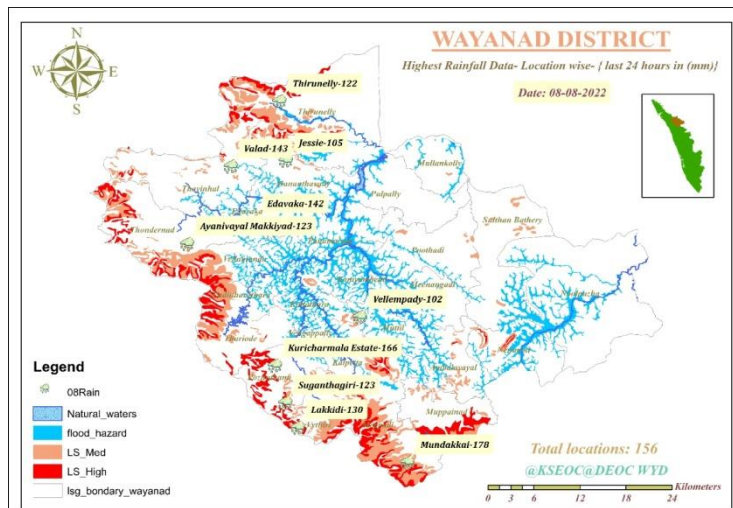 WAYANAD DISTRICT
Highest Rainfall Data- Location wise- { last 24 hours in (mm)}
Date: 08-08-2022
N
W E
S
Thirunelly-122
Thirunelly
Jessie-105
Valad-143
Mullankolly
Pulpally
Edavaka-142
Ayanivayal Makkiyad-123
Thondernad
Sulthan Bathery
Poothadi
Meenangadi
Vellempady-102
Kuricharmala Estate-166
Suganthagiri-123
Lakkidi-130
Muppainad
Mundakkai-178
Legend
08Rain
Natural_waters
flood_hazard
LS_Med
LS_High
lsg_bondary_wayanad
Total locations: 156
@KSEOC@DEOC WYD
Kilometers
0 3 6 12 18 24